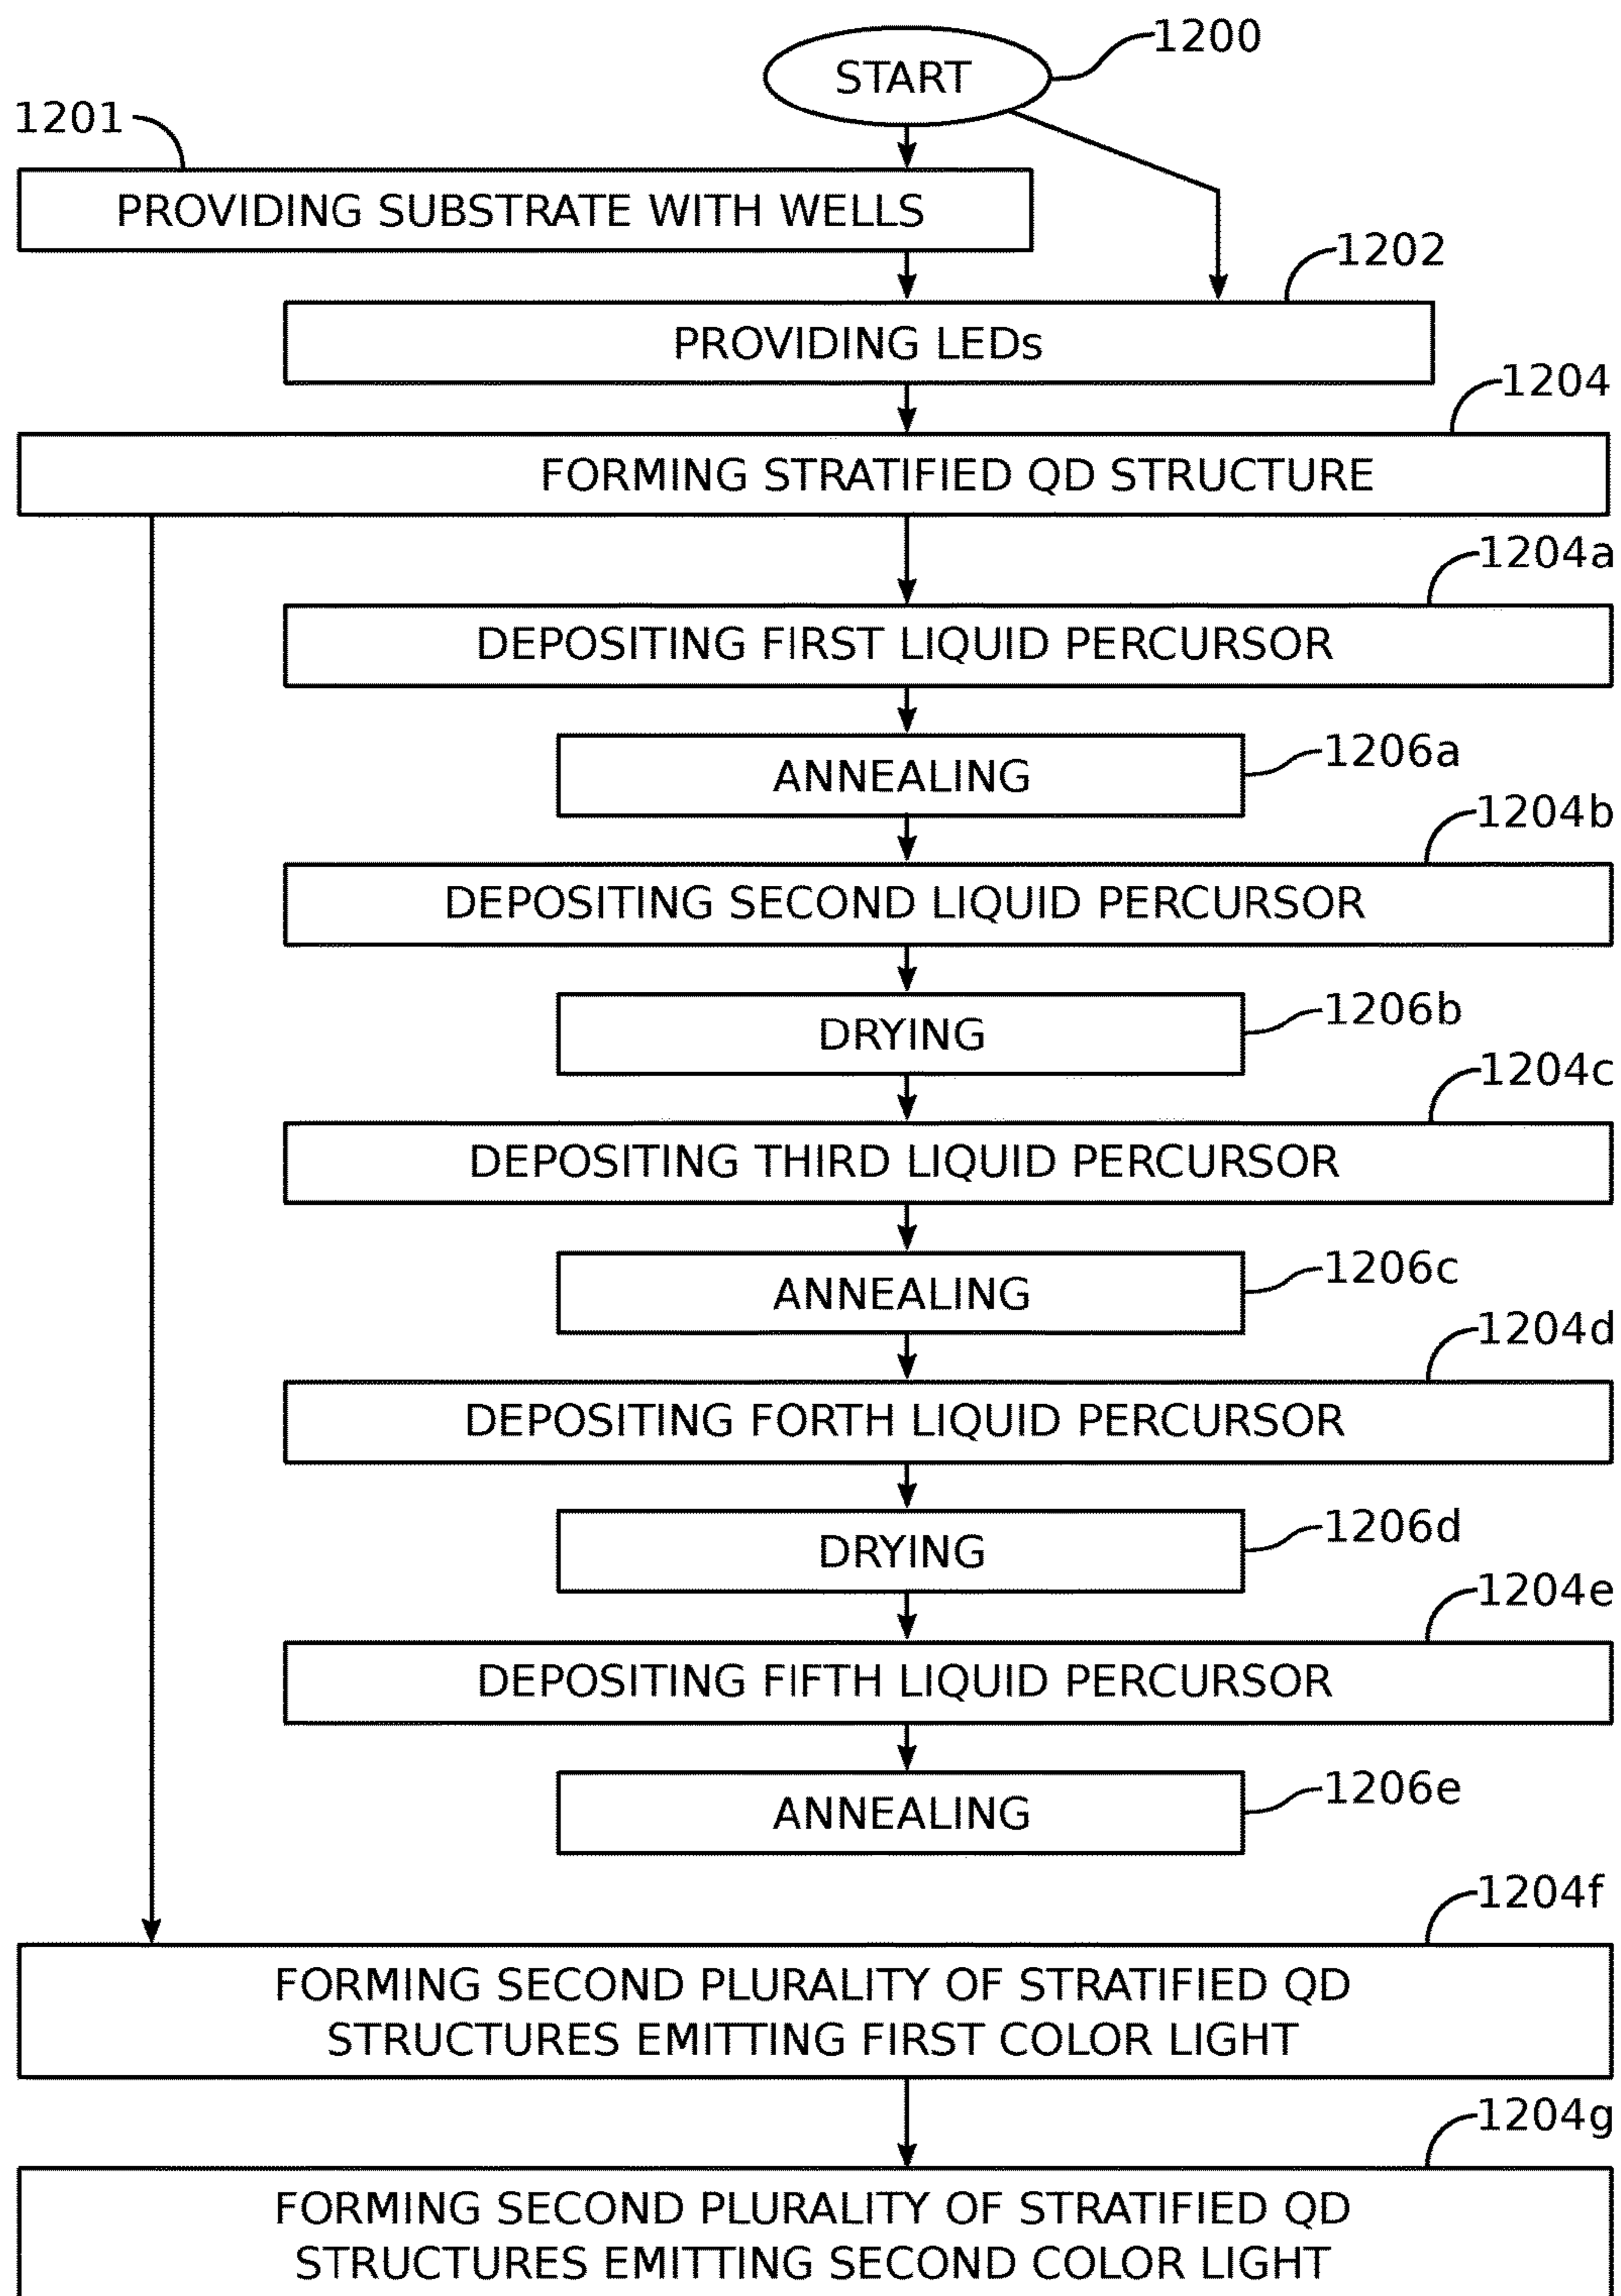 START
1200
1201
PROVIDING SUBSTRATE WITH WELLS
1202
PROVIDING LEDs
1204
FORMING STRATIFIED QD STRUCTURE
1204a
DEPOSITING FIRST LIQUID PERCURSOR
1206a
ANNEALING
1204b
DEPOSITING SECOND LIQUID PERCURSOR
1206b
DRYING
1204c
DEPOSITING THIRD LIQUID PERCURSOR
1206c
ANNEALING
1204d
DEPOSITING FORTH LIQUID PERCURSOR
1206d
DRYING
1204e
DEPOSITING FIFTH LIQUID PERCURSOR
1206e
ANNEALING
1204f
FORMING SECOND PLURALITY OF STRATIFIED QD
STRUCTURES EMITTING FIRST COLOR LIGHT
1204g
FORMING SECOND PLURALITY OF STRATIFIED QD
STRUCTURES EMITTING SECOND COLOR LIGHT